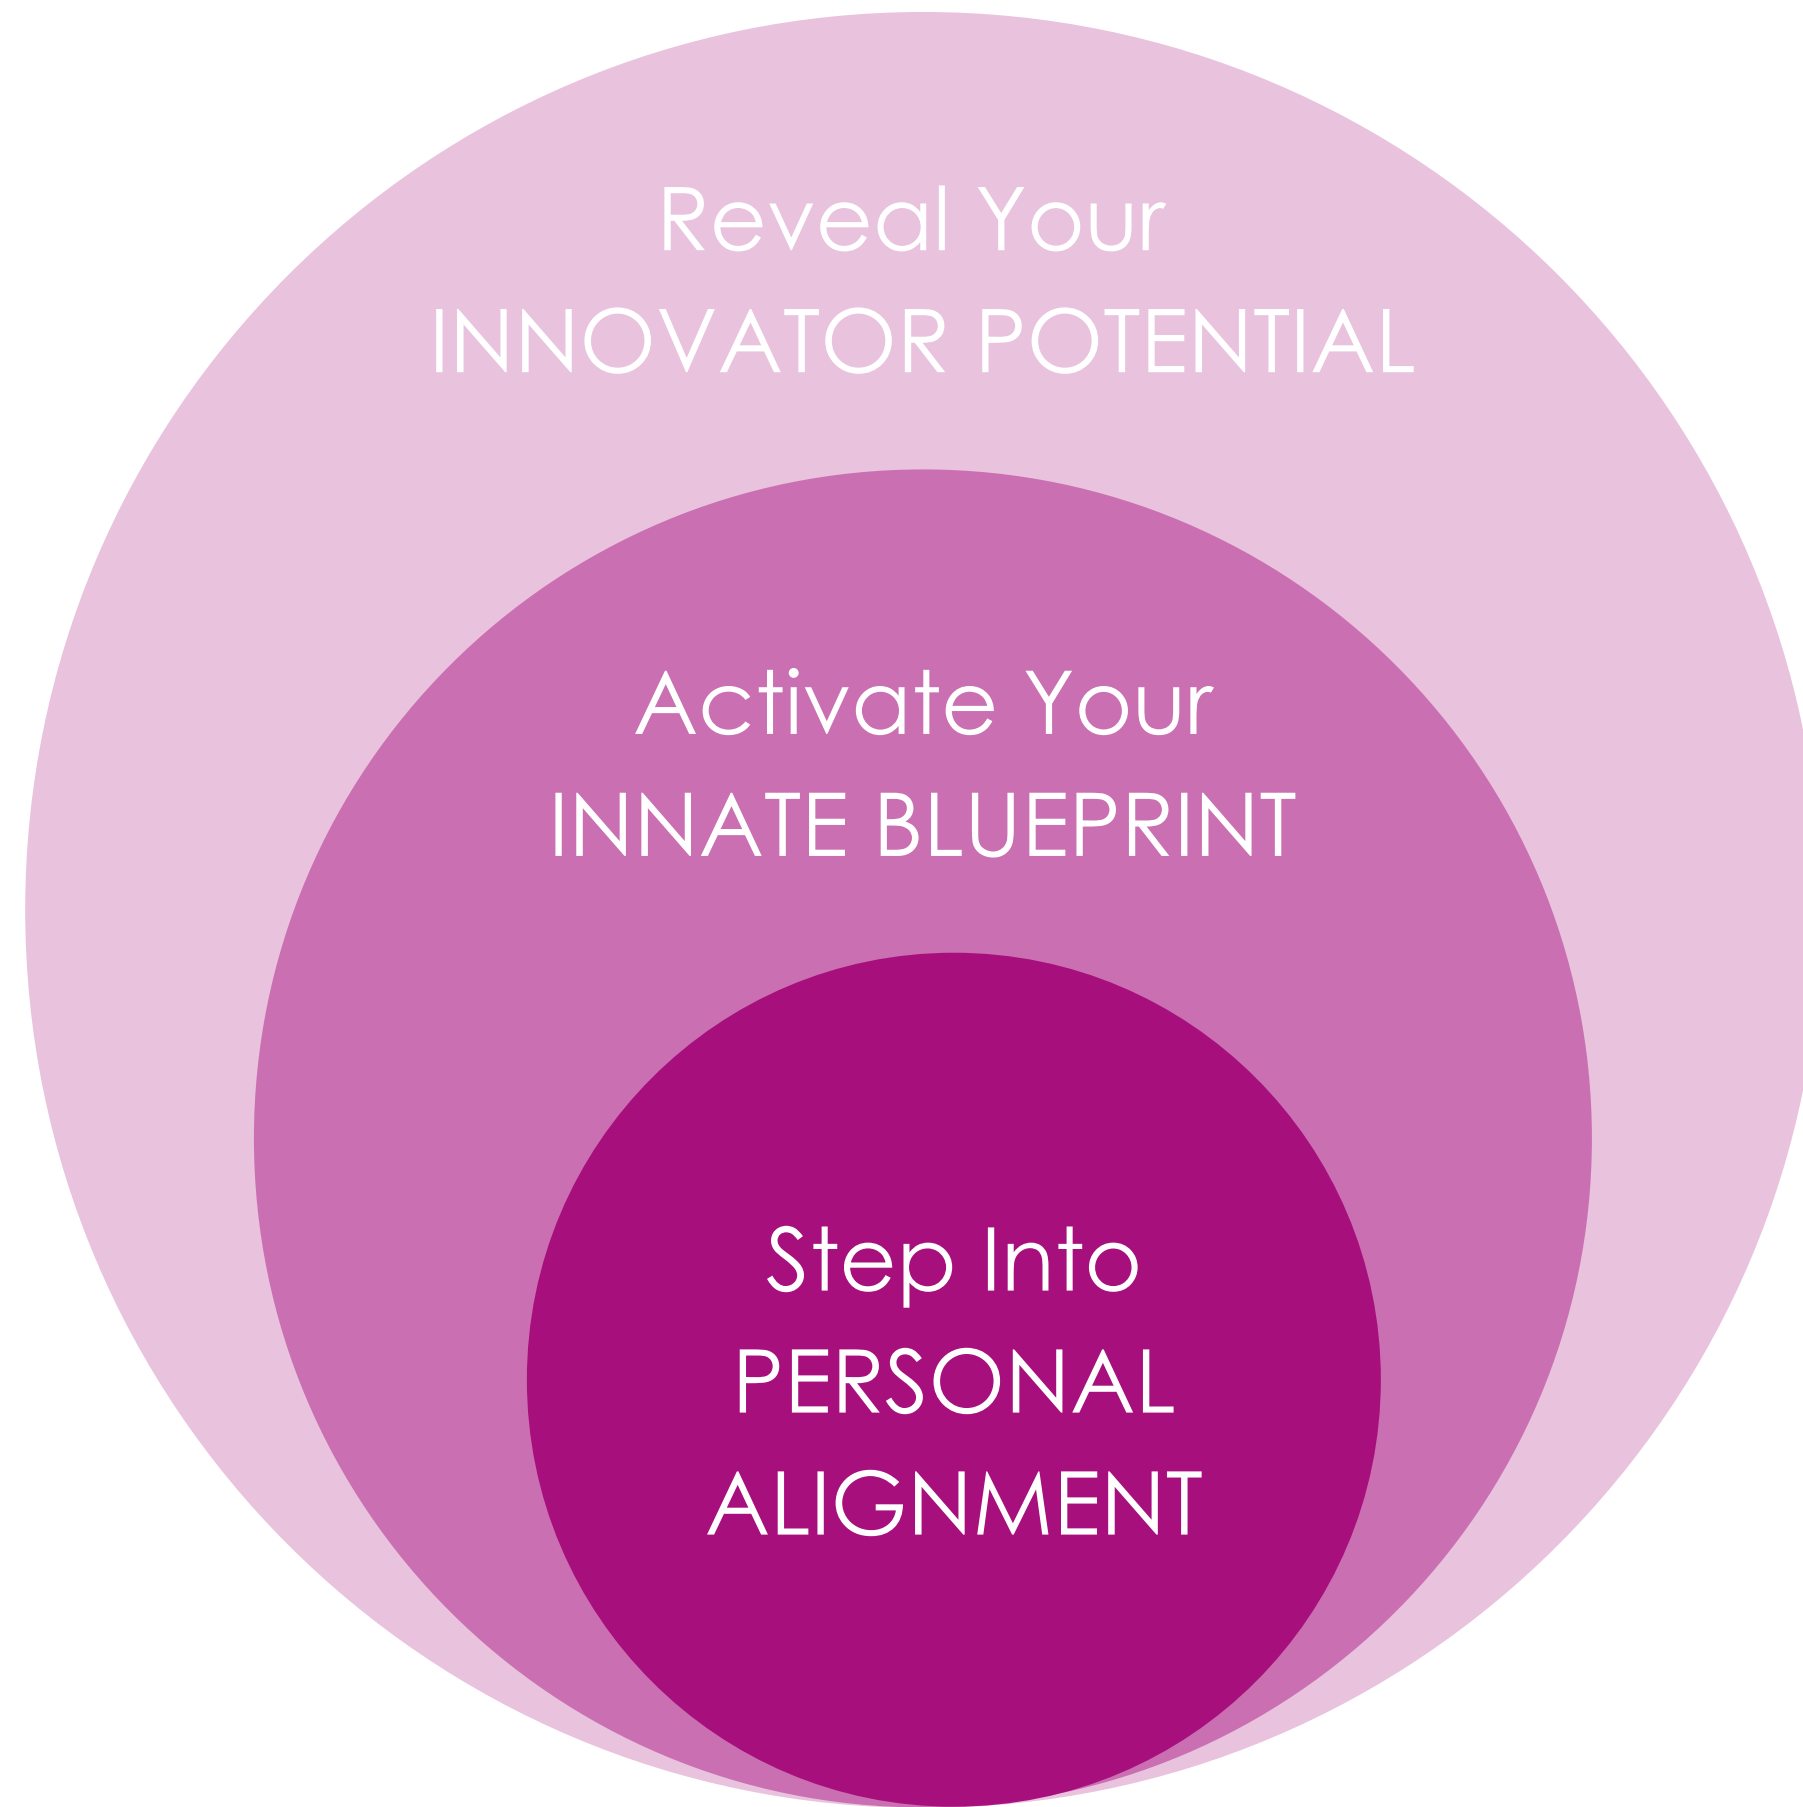 Reveal Your
INNOVATOR POTENTIAL
Activate Your
INNATE BLUEPRINT
Step Into
PERSONAL
ALIGNMENT